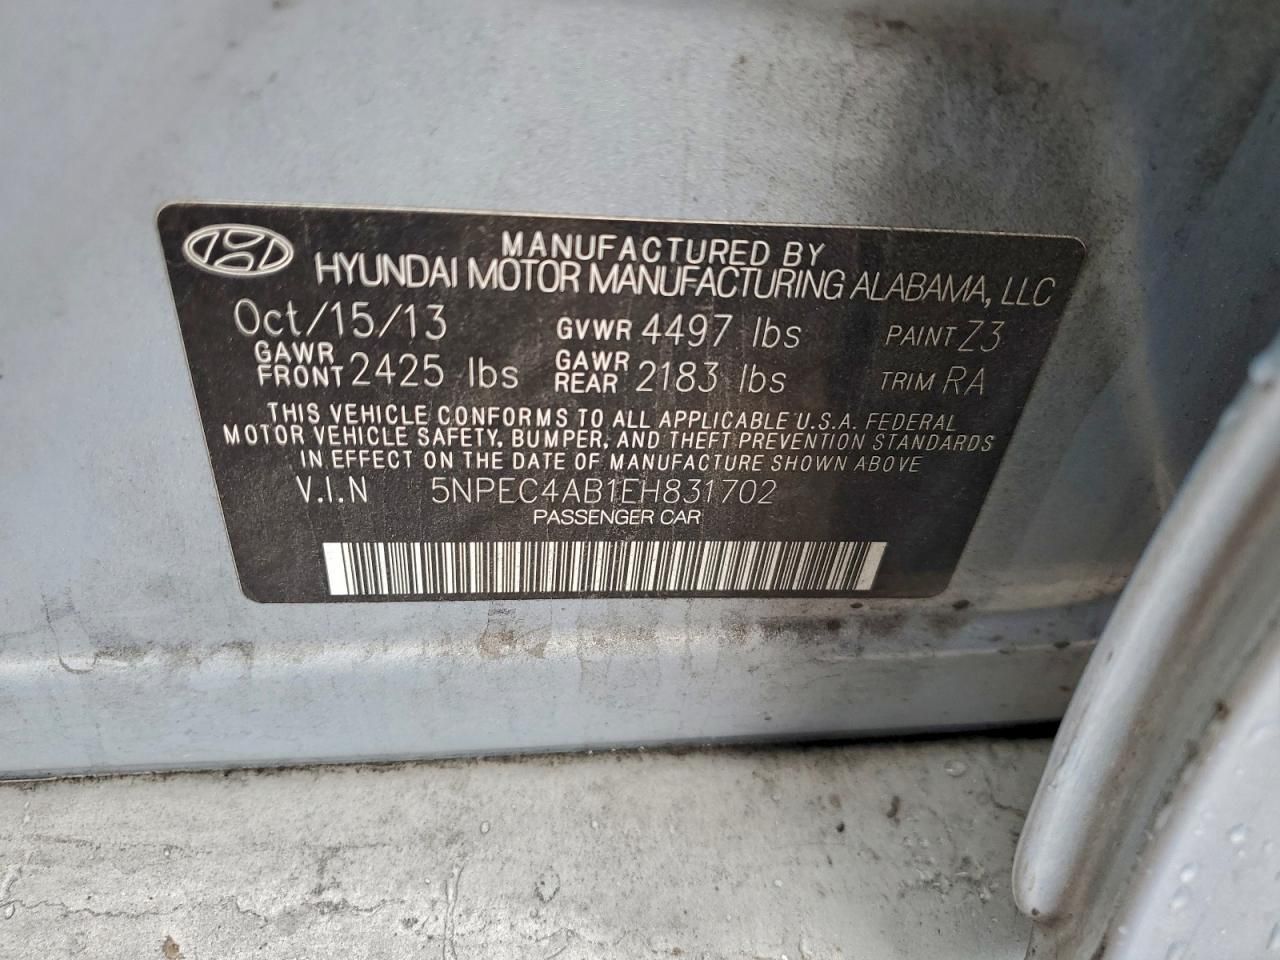 MANUFACTURED BY
HYUNDAI MOTOR MANUFACTURING ALABAMA, LLC
Oct/15/13 GVWR 4497 lbs PAINT Z3
GAWR FRONT 2425 lbs GAWR REAR 2183 lbs TRIM RA
THIS VEHICLE CONFORMS TO ALL APPLICABLE U.S.A. FEDERAL
MOTOR VEHICLE SAFETY, BUMPER, AND THEFT PREVENTION STANDARDS
IN EFFECT ON THE DATE OF MANUFACTURE SHOWN ABOVE
V.I.N 5NPEC4AB1EH831702
PASSENGER CAR